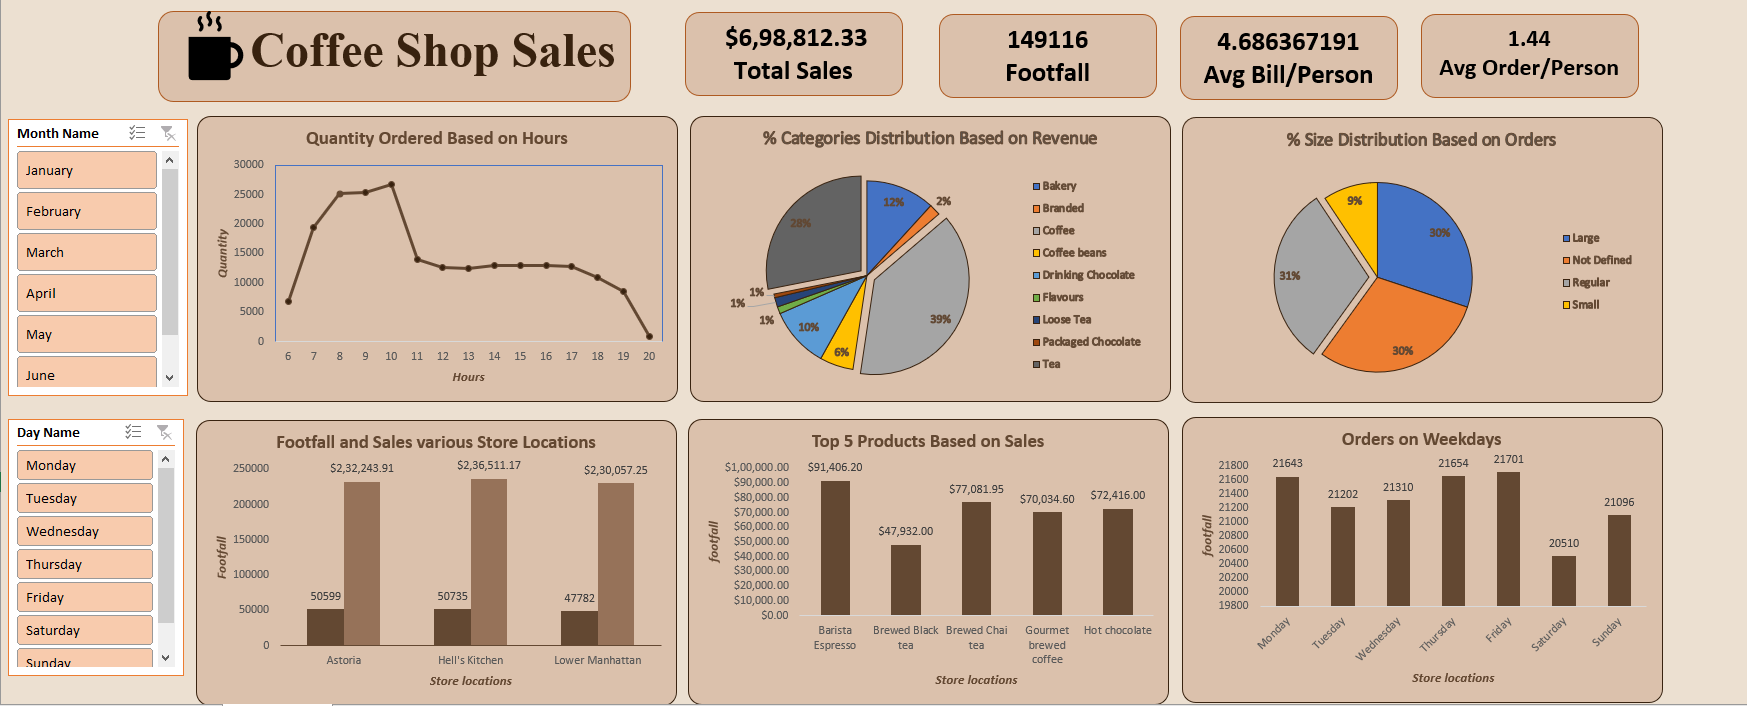 Coffee Shop Sales
$6,98,812.33
Total Sales
149116
Footfall
4.686367191
Avg Bill/Person
1.44
Avg Order/Person
Month Name
January
February
March
April
May
June
Day Name
Monday
Tuesday
Wednesday
Thursday
Friday
Saturday
Sunday
Quantity Ordered Based on Hours
30000
25000
20000
15000
10000
5000
0
Quantity
6 7 8 9 10 11 12 13 14 15 16 17 18 19 20
Hours
% Categories Distribution Based on Revenue
12%
2%
39%
6%
10%
1%
1%
1%
28%
Bakery
Branded
Coffee
Coffee beans
Drinking Chocolate
Flavours
Loose Tea
Packaged Chocolate
Tea
% Size Distribution Based on Orders
30%
30%
31%
9%
Large
Not Defined
Regular
Small
Footfall and Sales various Store Locations
250000
200000
150000
100000
50000
0
Footfall
$2,32,243.91
$2,36,511.17
$2,30,057.25
50599
50735
47782
Astoria
Hell's Kitchen
Lower Manhattan
Store locations
Top 5 Products Based on Sales
$1,00,000.00
$90,000.00
$80,000.00
$70,000.00
$60,000.00
$50,000.00
$40,000.00
$30,000.00
$20,000.00
$10,000.00
$0.00
footfall
$91,406.20
$47,932.00
$77,081.95
$70,034.60
$72,416.00
Barista
Espresso
Brewed Black
tea
Brewed Chai
tea
Gourmet
brewed
coffee
Hot chocolate
Store locations
Orders on Weekdays
21800
21600
21400
21200
21000
20800
20600
20400
20200
20000
19800
footfall
21643
21202
21310
21654
21701
20510
21096
Monday
Tuesday
Wednesday
Thursday
Friday
Saturday
Sunday
Store locations